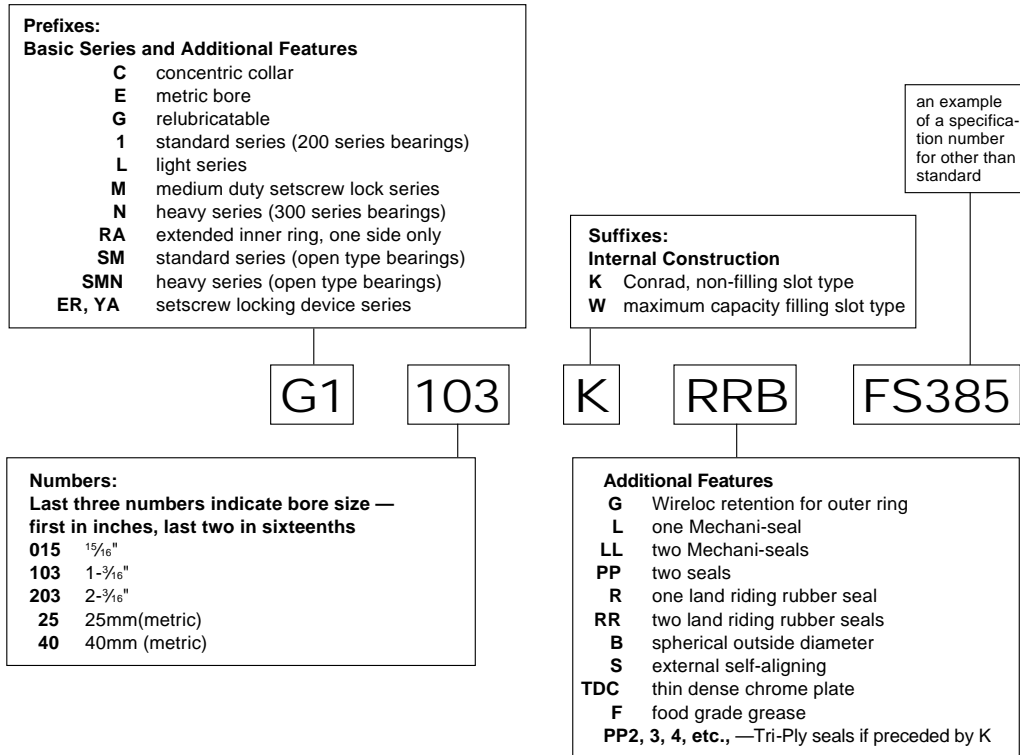 Prefixes:
Basic Series and Additional Features
C concentric collar
E metric bore
G relubricatable
1 standard series (200 series bearings)
L light series
M medium duty setscrew lock series
N heavy series (300 series bearings)
RA extended inner ring, one side only
SM standard series (open type bearings)
SMN heavy series (open type bearings)
ER, YA setscrew locking device series
an example
of a specifica-
tion number
for other than
standard
Suffixes:
Internal Construction
K Conrad, non-filling slot type
W maximum capacity filling slot type
G1 103 K RRB FS385
Numbers:
Last three numbers indicate bore size —
first in inches, last two in sixteenths
015 15⁄16"
103 1-3⁄16"
203 2-3⁄16"
25 25mm(metric)
40 40mm (metric)
Additional Features
G Wireloc retention for outer ring
L one Mechani-seal
LL two Mechani-seals
PP two seals
R one land riding rubber seal
RR two land riding rubber seals
B spherical outside diameter
S external self-aligning
TDC thin dense chrome plate
F food grade grease
PP2, 3, 4, etc., —Tri-Ply seals if preceded by K